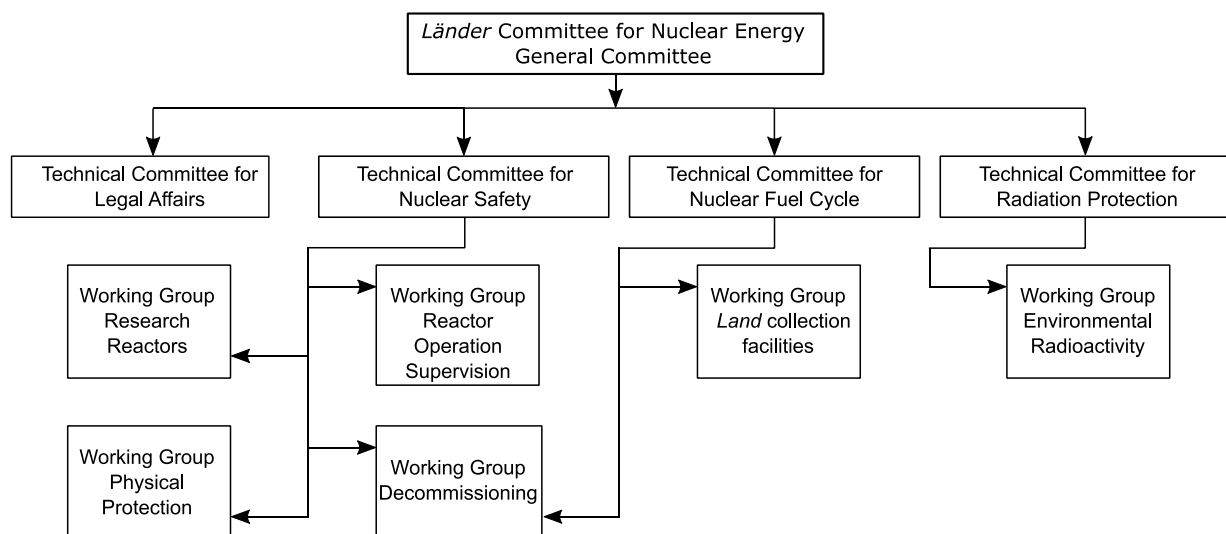 Länder Committee for Nuclear Energy
General Committee
Technical Committee for
Legal Affairs
Technical Committee for
Nuclear Safety
Technical Committee for
Nuclear Fuel Cycle
Technical Committee for
Radiation Protection
Working Group
Research
Reactors
Working Group
Reactor
Operation
Supervision
Working Group
Land collection
facilities
Working Group
Environmental
Radioactivity
Working Group
Physical
Protection
Working Group
Decommissioning